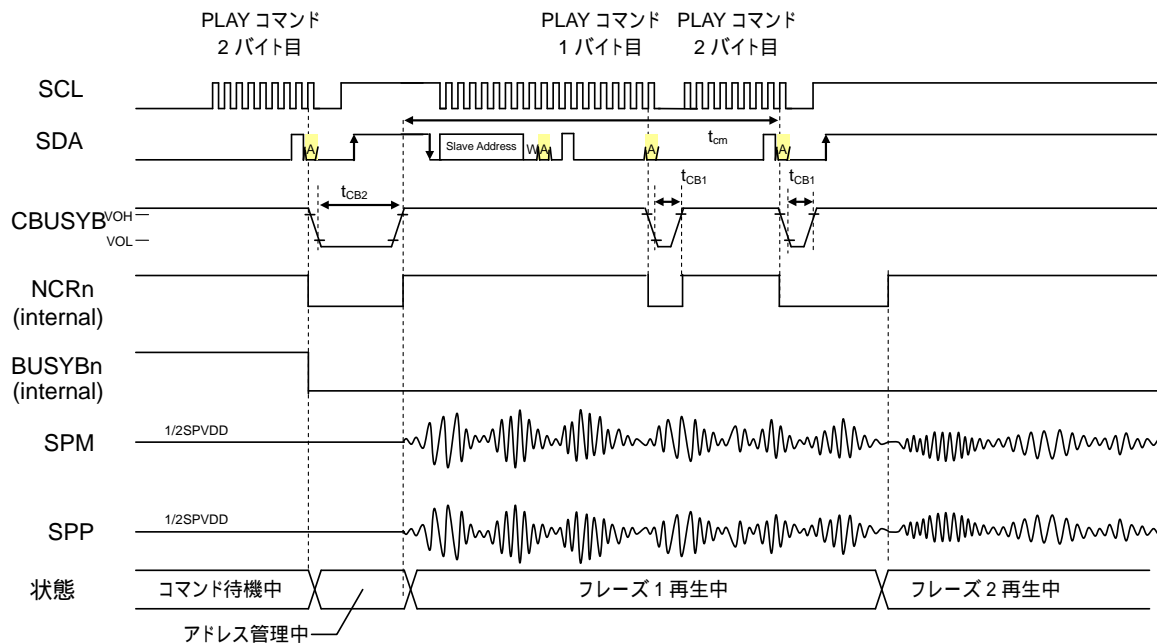 PLAY コマンド
2 バイト目
PLAY コマンド
1 バイト目
PLAY コマンド
2 バイト目
SCL
SDA
A
Slave Address
W
A
A
A
tcm
CBUSYB
VOH
VOL
tCB2
tCB1
tCB1
NCRn
(internal)
BUSYBn
(internal)
SPM
1/2SPVDD
SPP
1/2SPVDD
状態
コマンド待機中
フレーズ 1 再生中
フレーズ 2 再生中
アドレス管理中